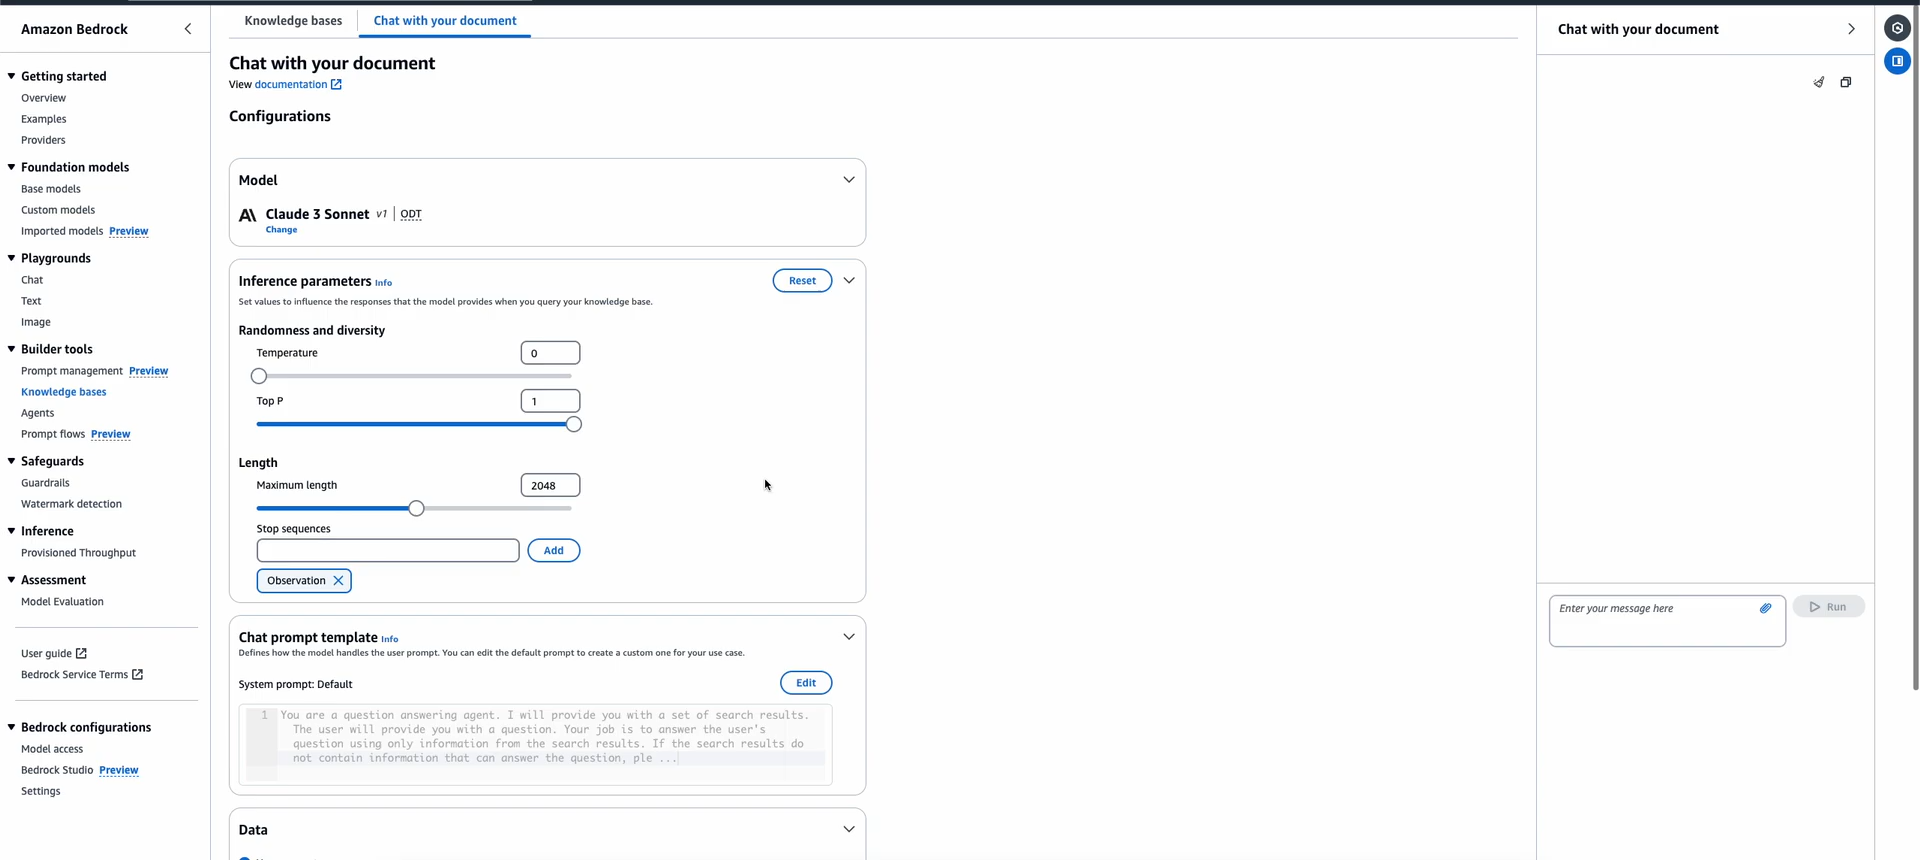 Amazon Bedrock
Getting started
Overview
Examples
Providers
Foundation models
Base models
Custom models
Imported models Preview
Playgrounds
Chat
Text
Image
Builder tools
Prompt management Preview
Knowledge bases
Agents
Prompt flows Preview
Safeguards
Guardrails
Watermark detection
Inference
Provisioned Throughput
Assessment
Model Evaluation
User guide
Bedrock Service Terms
Bedrock configurations
Model access
Bedrock Studio Preview
Settings
Knowledge bases
Chat with your document
Chat with your document
View documentation
Configurations
Model
Claude 3 Sonnet v1 | ODT
Change
Inference parameters Info
Reset
Set values to influence the responses that the model provides when you query your knowledge base.
Randomness and diversity
Temperature 0
Top P 1
Length
Maximum length 2048
Stop sequences
Add
Observation
Chat prompt template Info
Defines how the model handles the user prompt. You can edit the default prompt to create a custom one for your use case.
System prompt: Default
Edit
1 You are a question answering agent. I will provide you with a set of search results.
The user will provide you with a question. Your job is to answer the user's
question using only information from the search results. If the search results do
not contain information that can answer the question, ple ...
Data
Chat with your document
Enter your message here
Run